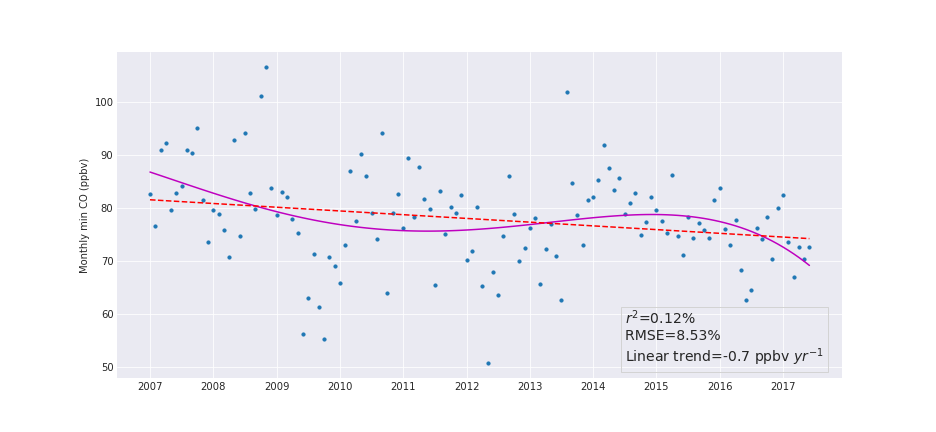 Monthly min CO (ppbv)
100
90
80
70
60
50
r²=0.12%
RMSE=8.53%
Linear trend=-0.7 ppbv yr⁻¹
2007 2008 2009 2010 2011 2012 2013 2014 2015 2016 2017